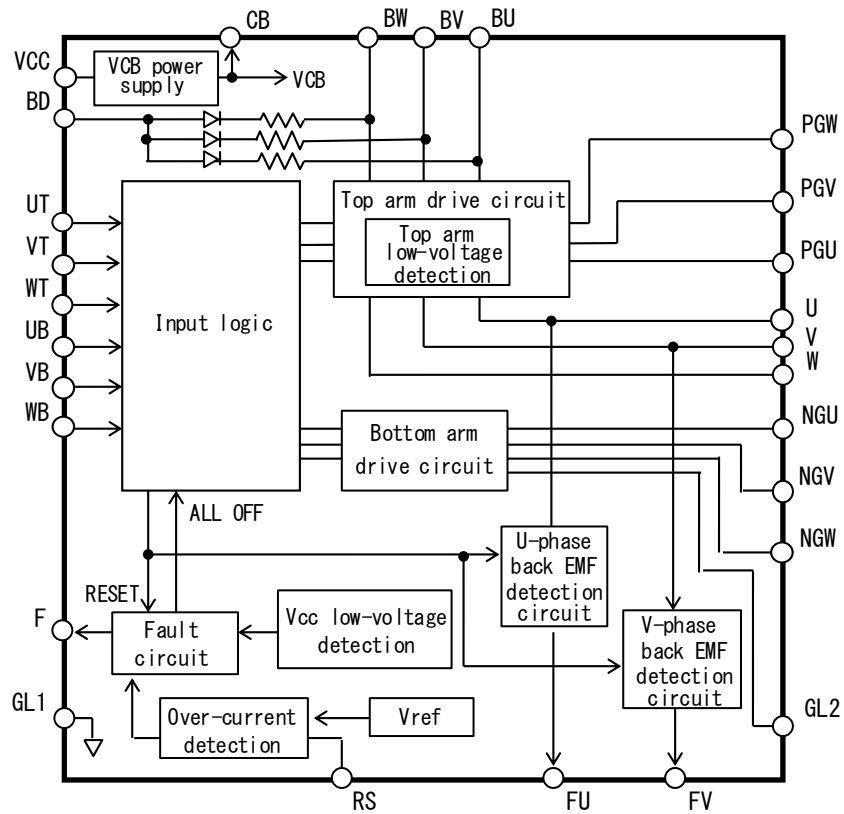 CB
BW
BV
BU
VCC
VCB power
supply
VCB
BD
PGW
PGV
PGU
UT
VT
WT
UB
VB
WB
Input logic
Top arm drive circuit
Top arm
low-voltage
detection
U
V
W
Bottom arm
drive circuit
NGU
NGV
NGW
ALL OFF
RESET
F
Fault
circuit
Vcc low-voltage
detection
U-phase
back EMF
detection
circuit
V-phase
back EMF
detection
circuit
GL1
Over-current
detection
Vref
GL2
RS
FU
FV